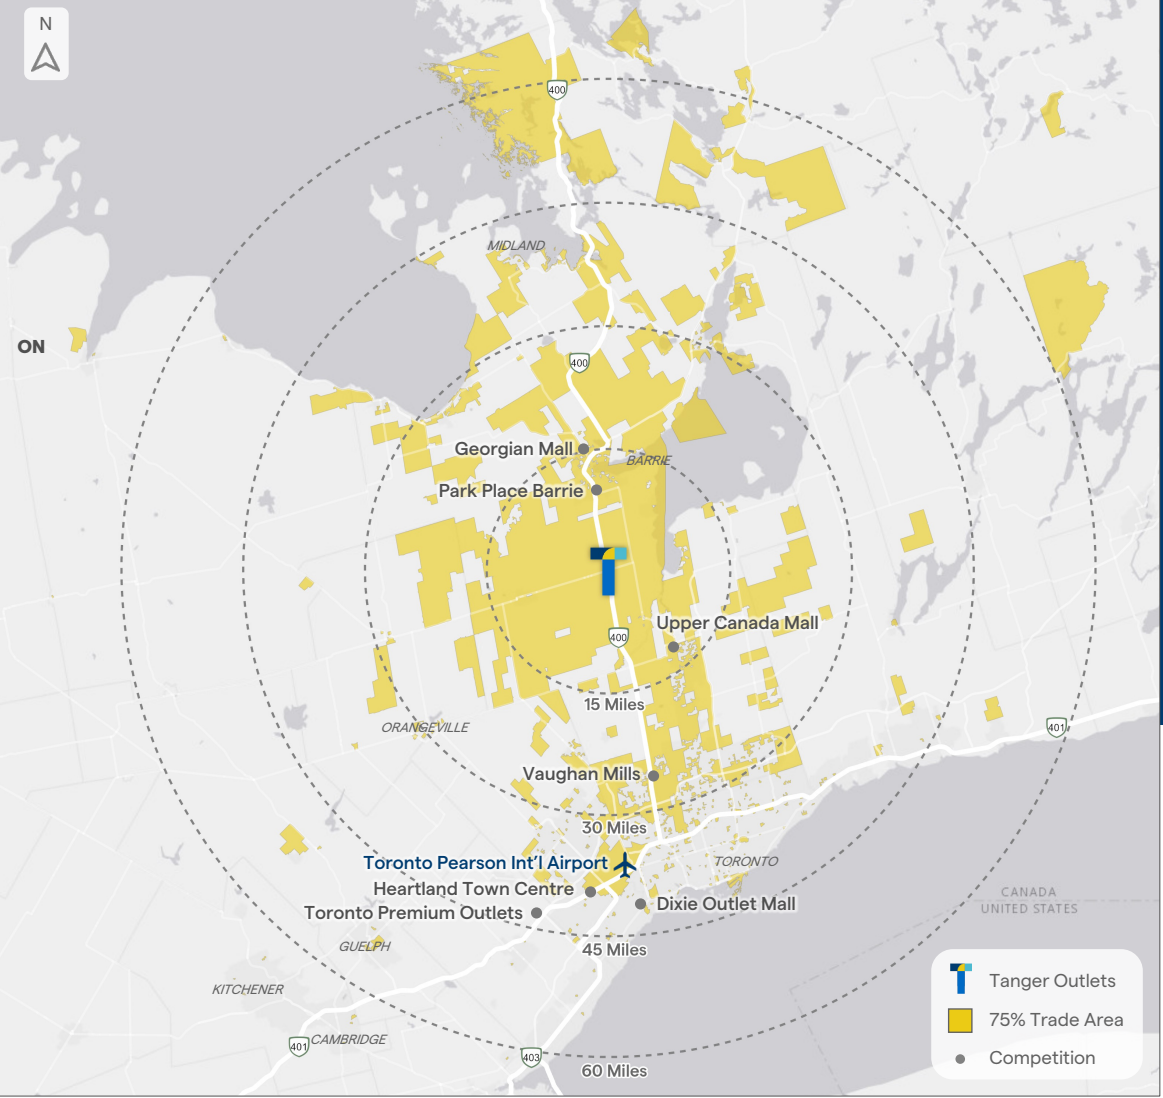 N
400
MIDLAND
ON
400
Georgian Mall
BARRIE
Park Place Barrie
Upper Canada Mall
400
15 Miles
ORANGEVILLE
401
Vaughan Mills
30 Miles
Toronto Pearson Int'l Airport
TORONTO
Heartland Town Centre
CANADA
UNITED STATES
Dixie Outlet Mall
Toronto Premium Outlets
GUELPH
45 Miles
KITCHENER
Tanger Outlets
75% Trade Area
401
CAMBRIDGE
403
Competition
60 Miles